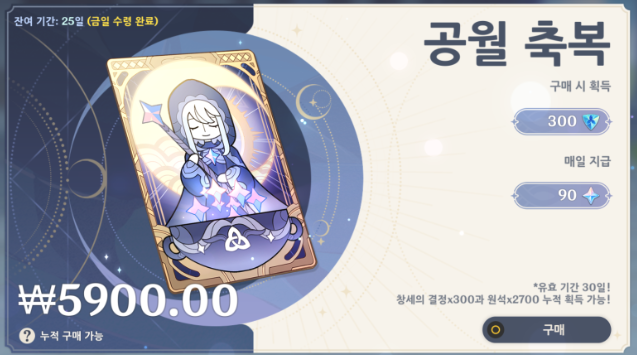 잔여 기간: 25일 (금일 수령 완료)
공월 축복
구매 시 획득
300
매일 지급
90
₩5900.00
? 누적 구매 가능
*유효 기간 30일!
창세의 결정x300과 원석x2700 누적 획득 가능!
구매